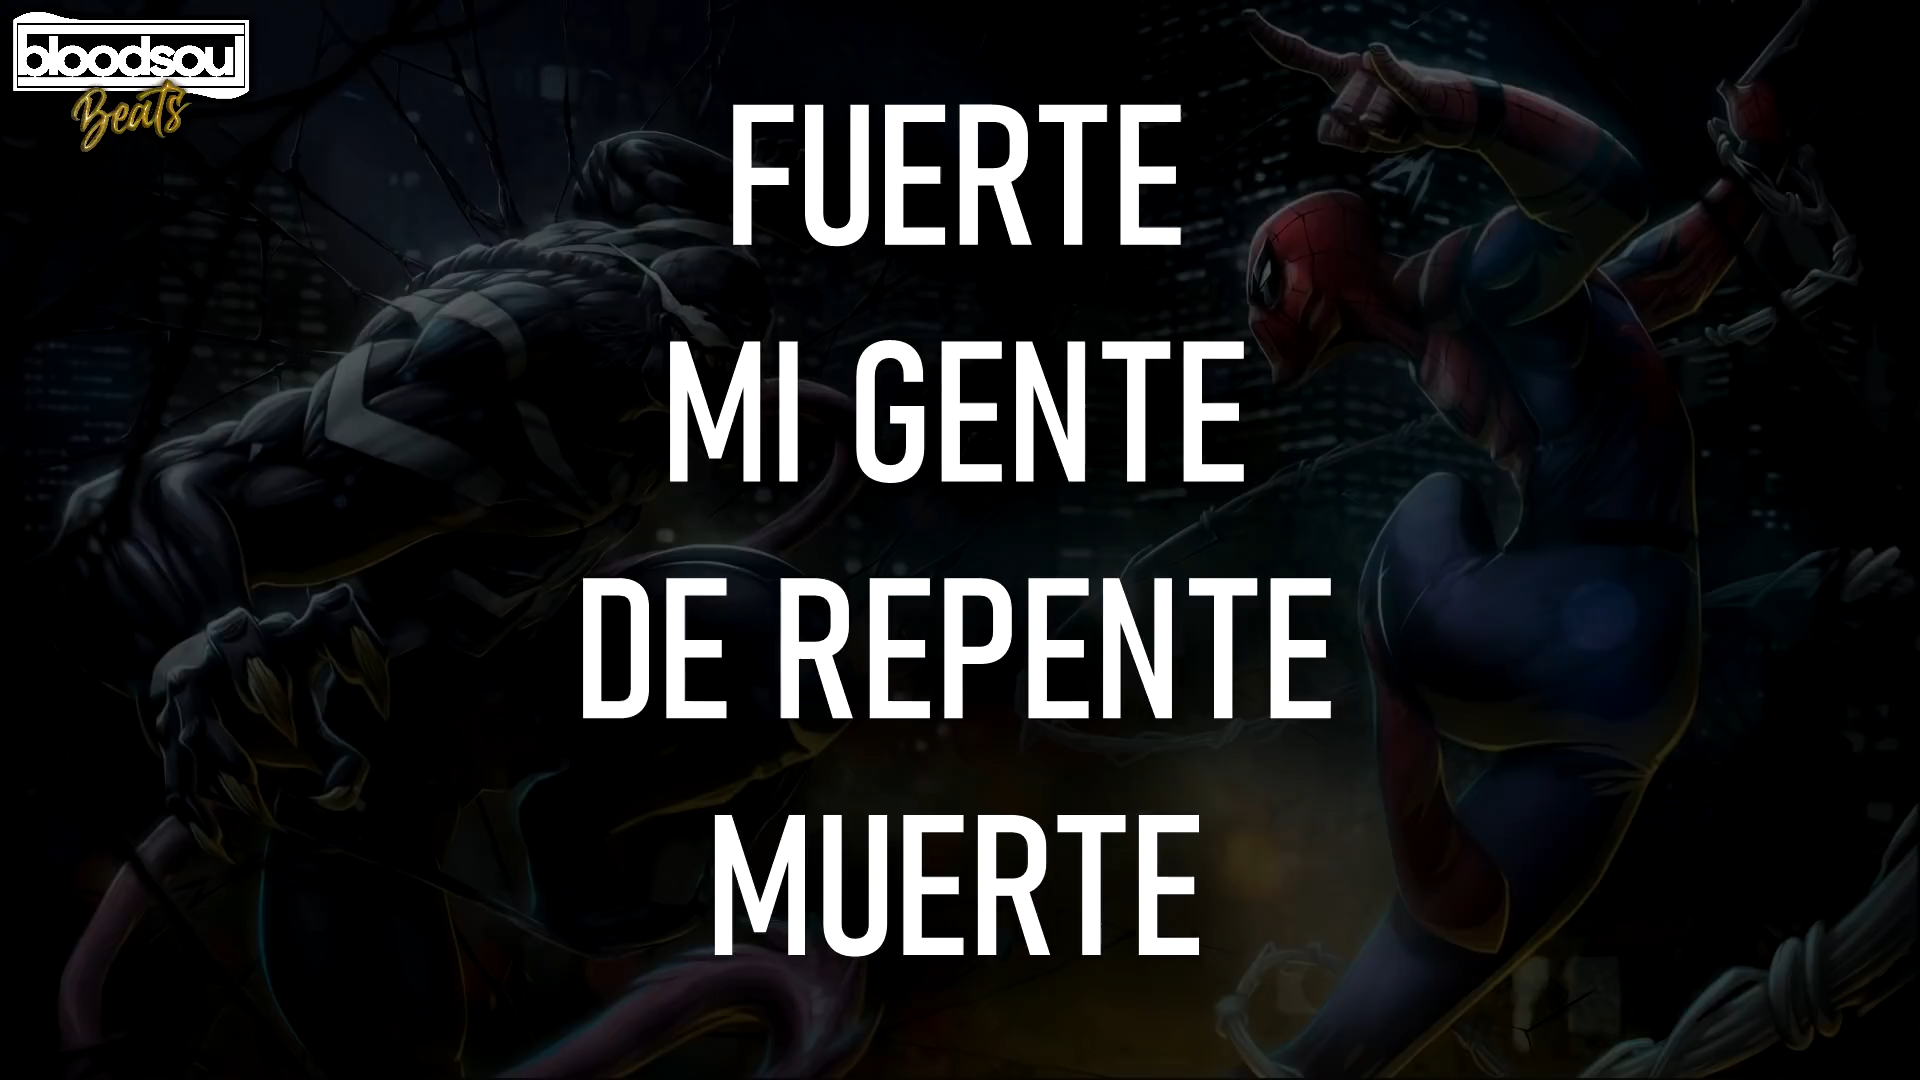 bloodsoul
Beats
FUERTE
MI GENTE
DE REPENTE
MUERTE